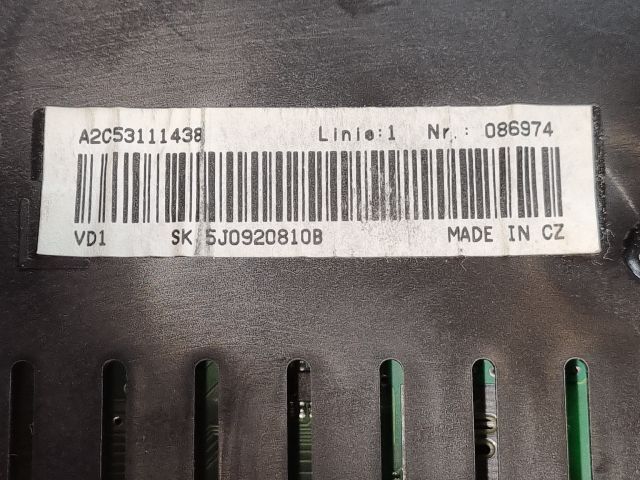 A2C53111438 Linie:1 Nr.: 086974
VD1 SK 5J0920810B MADE IN CZ